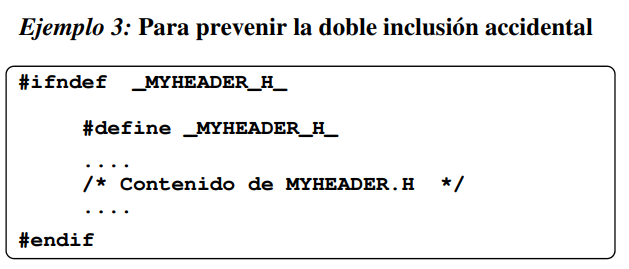 Ejemplo 3: Para prevenir la doble inclusión accidental
#ifndef _MYHEADER_H_
#define _MYHEADER_H_
....
/* Contenido de MYHEADER.H */
....
#endif